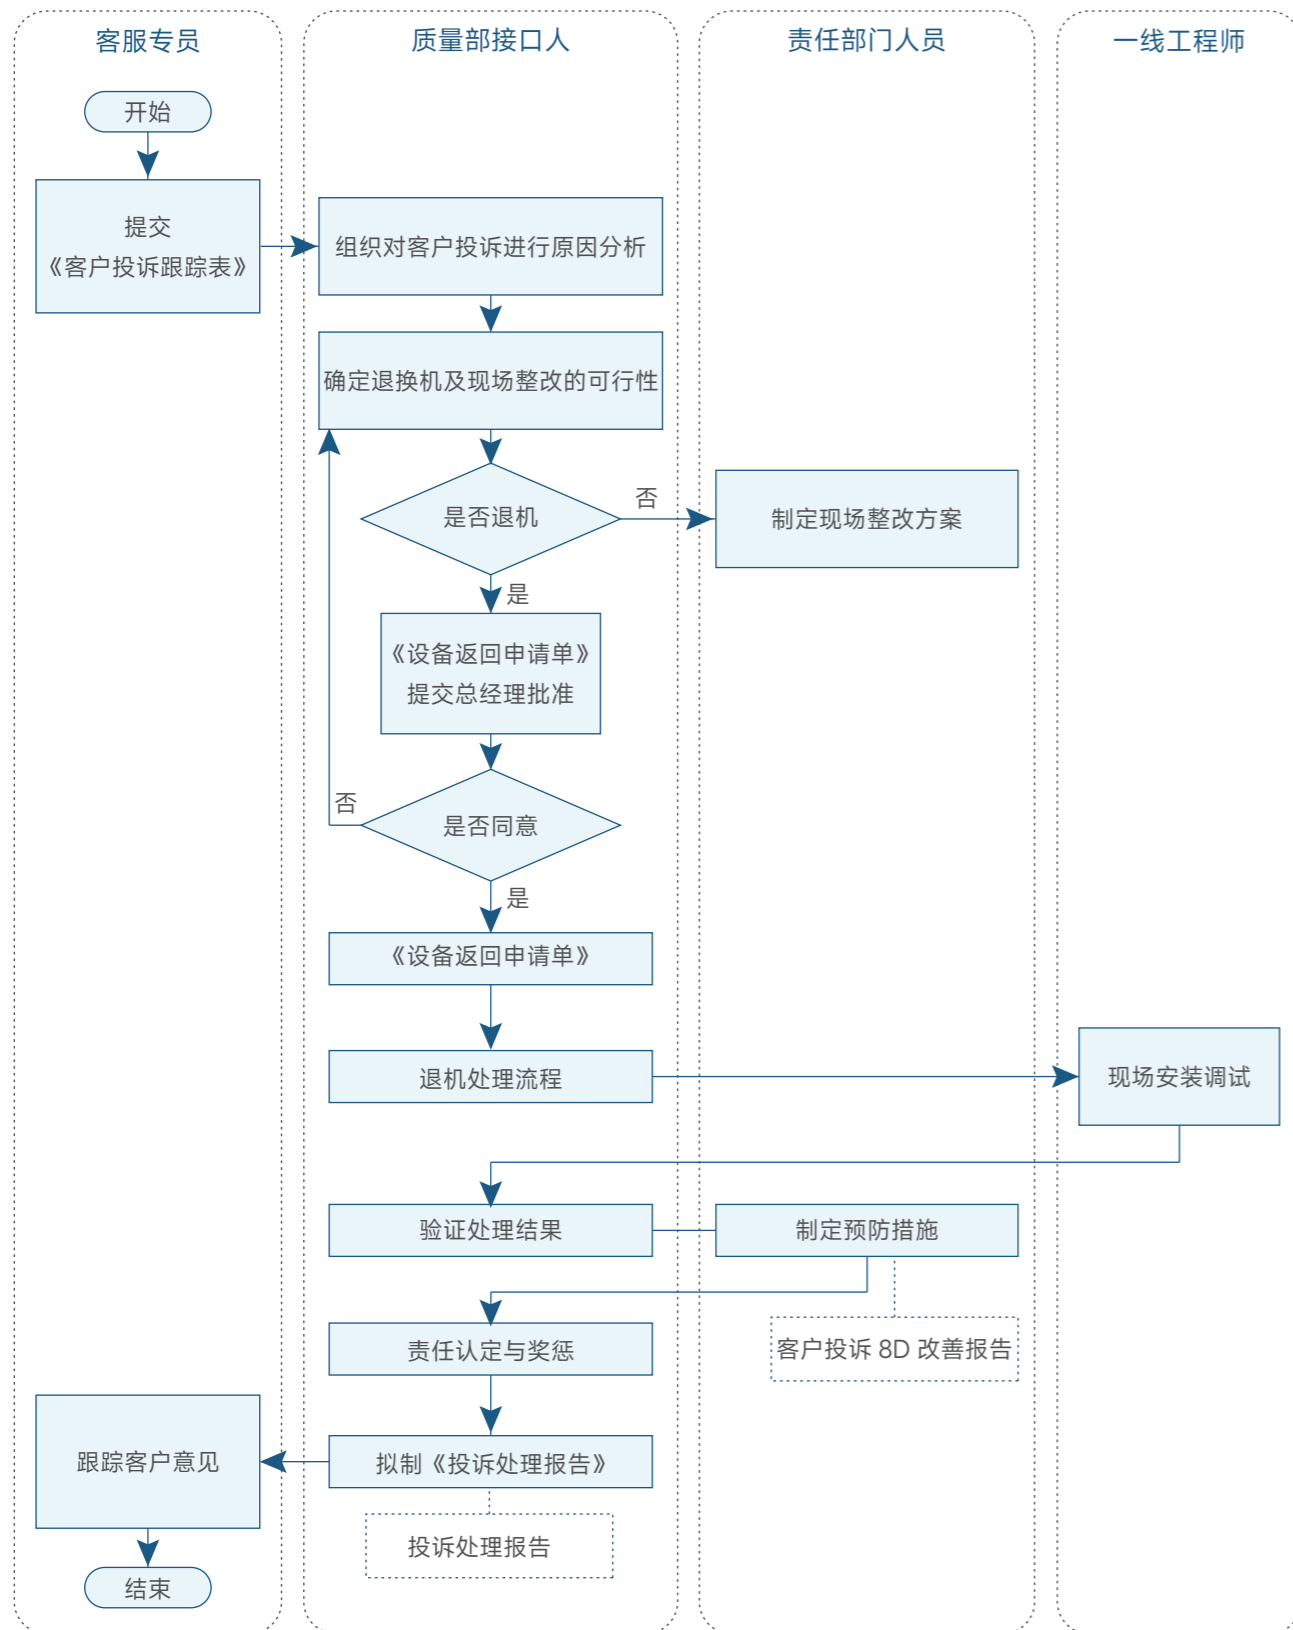 客服专员
质量部接口人
责任部门人员
一线工程师
开始
提交
《客户投诉跟踪表》
组织对客户投诉进行原因分析
确定退换机及现场整改的可行性
是否退机
否
制定现场整改方案
是
《设备返回申请单》
提交总经理批准
否
是否同意
是
《设备返回申请单》
退机处理流程
现场安装调试
验证处理结果
制定预防措施
责任认定与奖惩
客户投诉 8D 改善报告
跟踪客户意见
拟制《投诉处理报告》
投诉处理报告
结束